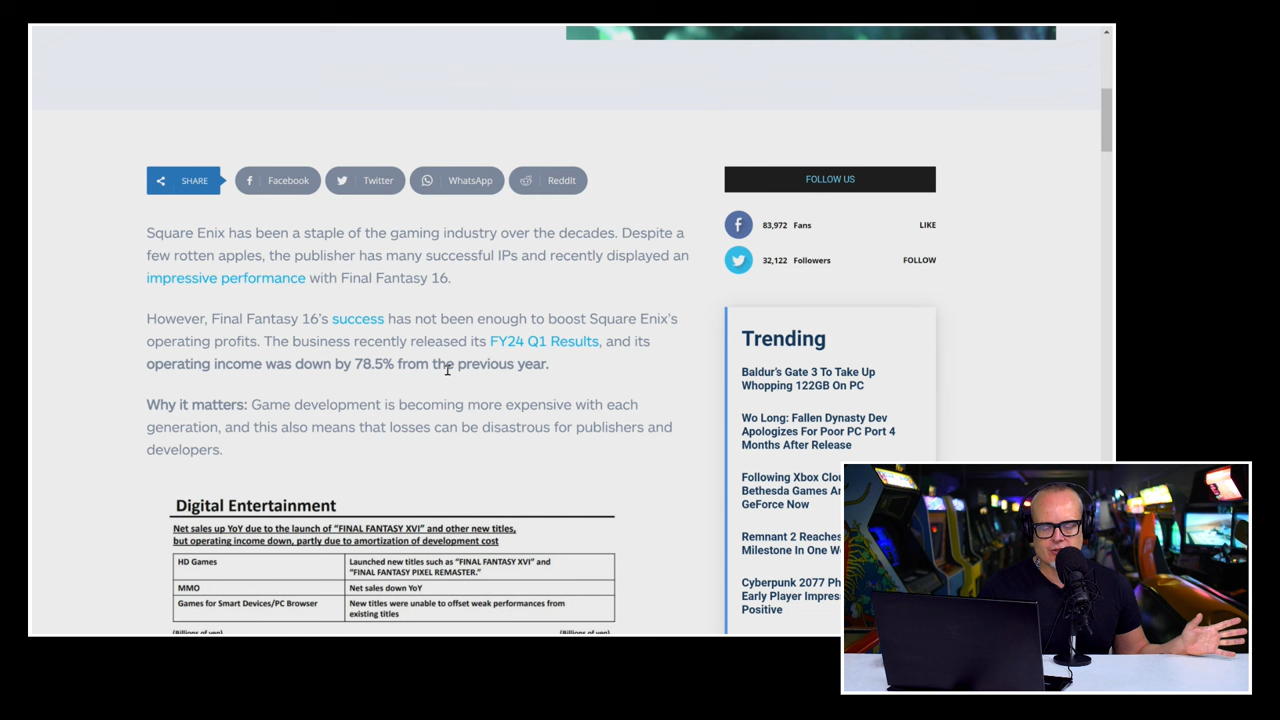 SHARE
Facebook
Twitter
WhatsApp
ReddIt
Square Enix has been a staple of the gaming industry over the decades. Despite a
few rotten apples, the publisher has many successful IPs and recently displayed an
impressive performance with Final Fantasy 16.
However, Final Fantasy 16's success has not been enough to boost Square Enix's
operating profits. The business recently released its FY24 Q1 Results, and its
operating income was down by 78.5% from the previous year.
Why it matters: Game development is becoming more expensive with each
generation, and this also means that losses can be disastrous for publishers and
developers.
Digital Entertainment
Net sales up YoY due to the launch of "FINAL FANTASY XVI" and other new titles,
but operating income down, partly due to amortization of development cost
HD Games
Launched new titles such as "FINAL FANTASY XVI" and
"FINAL FANTASY PIXEL REMASTER."
MMO
Net sales down YoY
Games for Smart Devices/PC Browser
New titles were unable to offset weak performances from
existing titles
(Billions of yen)
(Billions of yen)
FOLLOW US
83,972 Fans
LIKE
32,122 Followers
FOLLOW
Trending
Baldur's Gate 3 To Take Up
Whopping 122GB On PC
Wo Long: Fallen Dynasty Dev
Apologizes For Poor PC Port 4
Months After Release
Following Xbox Clou
Bethesda Games Ar
GeForce Now
Remnant 2 Reaches
Milestone In One W
Cyberpunk 2077 Ph
Early Player Impres
Positive